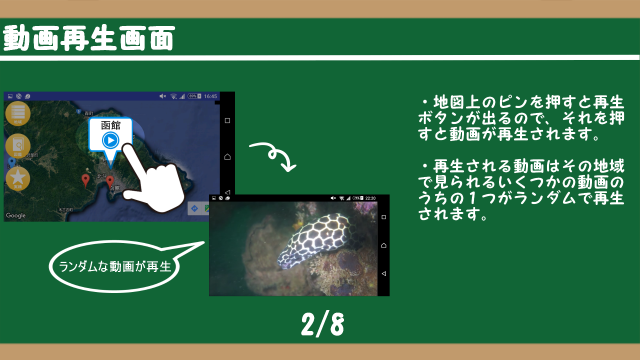 動画再生画面
・地図上のピンを押すと再生
ボタンが出るので、それを押
すと動画が再生されます。
・再生される動画はその地域
で見られるいくつかの動画の
うちの１つがランダムで再生
されます。
16:45
函館
Google
22:20
ランダムな動画が再生
2/8